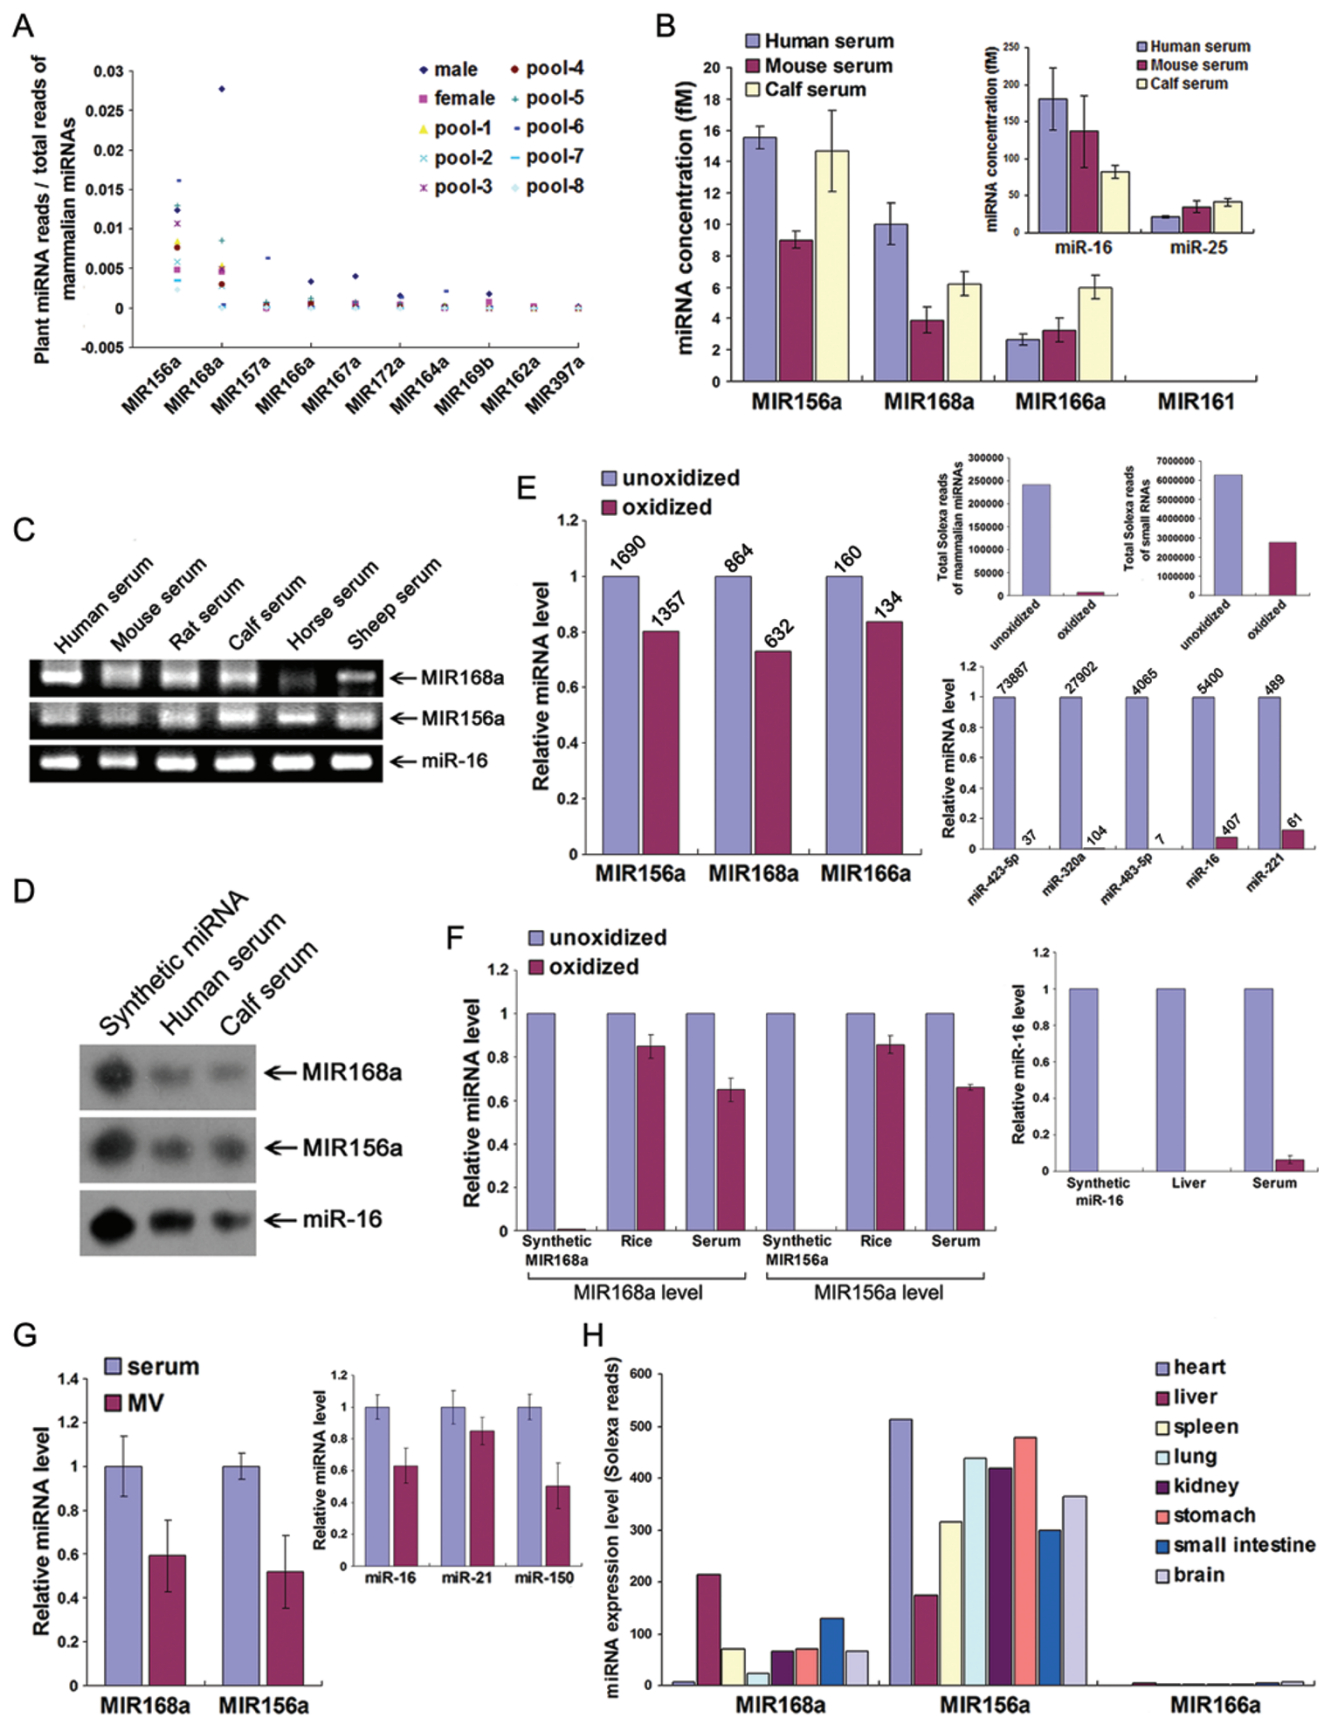 A
Plant miRNA reads / total reads of
mammalian miRNAs
0.03
0.025
0.02
0.015
0.01
0.005
0
-0.005
male
female
pool-1
pool-2
pool-3
pool-4
pool-5
pool-6
pool-7
pool-8
MIR156a
MIR168a
MIR157a
MIR166a
MIR167a
MIR172a
MIR164a
MIR169b
MIR162a
MIR397a
B
Human serum
Mouse serum
Calf serum
miRNA concentration (fM)
20
18
16
14
12
10
8
6
4
2
0
MIR156a
MIR168a
MIR166a
MIR161
Human serum
Mouse serum
Calf serum
miRNA concentration (fM)
250
200
150
100
50
0
miR-16
miR-25
C
Human serum
Mouse serum
Rat serum
Calf serum
Horse serum
Sheep serum
MIR168a
MIR156a
miR-16
D
Synthetic miRNA
Human serum
Calf serum
MIR168a
MIR156a
miR-16
E
unoxidized
oxidized
Relative miRNA level
1.2
1
0.8
0.6
0.4
0.2
0
1690
1357
864
632
160
134
MIR156a
MIR168a
MIR166a
Total Solexa reads
of mammalian miRNAs
300000
250000
200000
150000
100000
50000
0
unoxidized
oxidized
Total Solexa reads
of small RNAs
7000000
6000000
5000000
4000000
3000000
2000000
1000000
0
unoxidized
oxidized
Relative miRNA level
1.2
1
0.8
0.6
0.4
0.2
0
73887
37
27902
104
4065
7
5400
407
489
61
miR-423-5p
miR-320a
miR-483-5p
miR-16
miR-221
F
unoxidized
oxidized
Relative miRNA level
1.2
1
0.8
0.6
0.4
0.2
0
Synthetic
MIR168a
Rice
Serum
Synthetic
MIR156a
Rice
Serum
MIR168a level
MIR156a level
Relative miR-16 level
1.2
1
0.8
0.6
0.4
0.2
0
Synthetic
miR-16
Liver
Serum
G
serum
MV
Relative miRNA level
1.4
1.2
1
0.8
0.6
0.4
0.2
0
MIR168a
MIR156a
Relative miRNA level
1.2
1
0.8
0.6
0.4
0.2
0
miR-16
miR-21
miR-150
H
miRNA expression level (Solexa reads)
600
500
400
300
200
100
0
heart
liver
spleen
lung
kidney
stomach
small intestine
brain
MIR168a
MIR156a
MIR166a